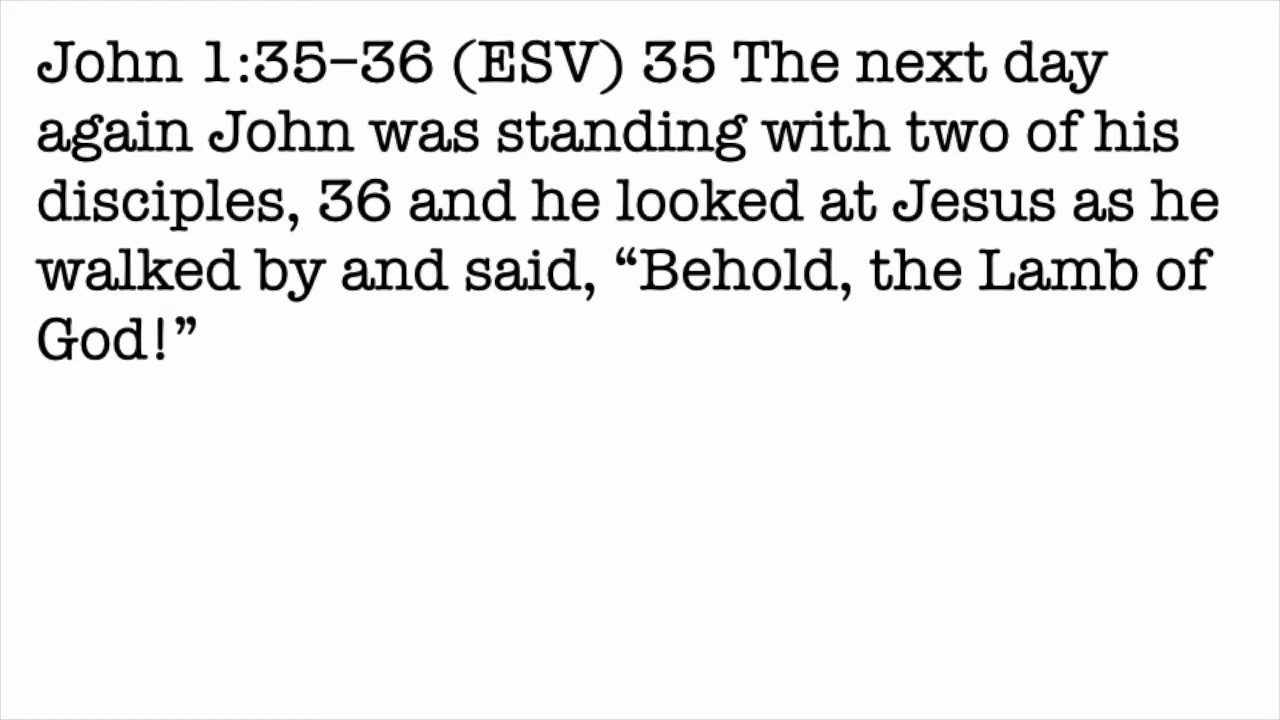 John 1:35–36 (ESV) 35 The next day
again John was standing with two of his
disciples, 36 and he looked at Jesus as he
walked by and said, “Behold, the Lamb of
God!”